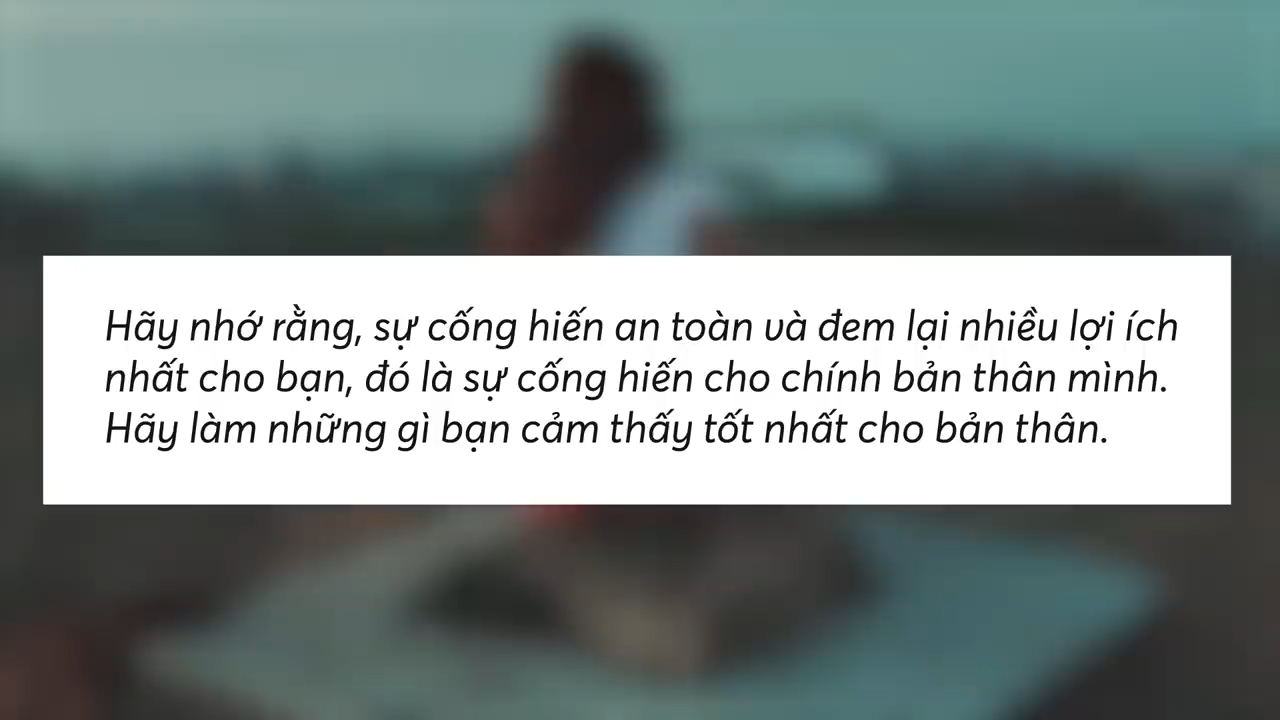 Hãy nhớ rằng, sự cống hiến an toàn và đem lại nhiều lợi ích
nhất cho bạn, đó là sự cống hiến cho chính bản thân mình.
Hãy làm những gì bạn cảm thấy tốt nhất cho bản thân.